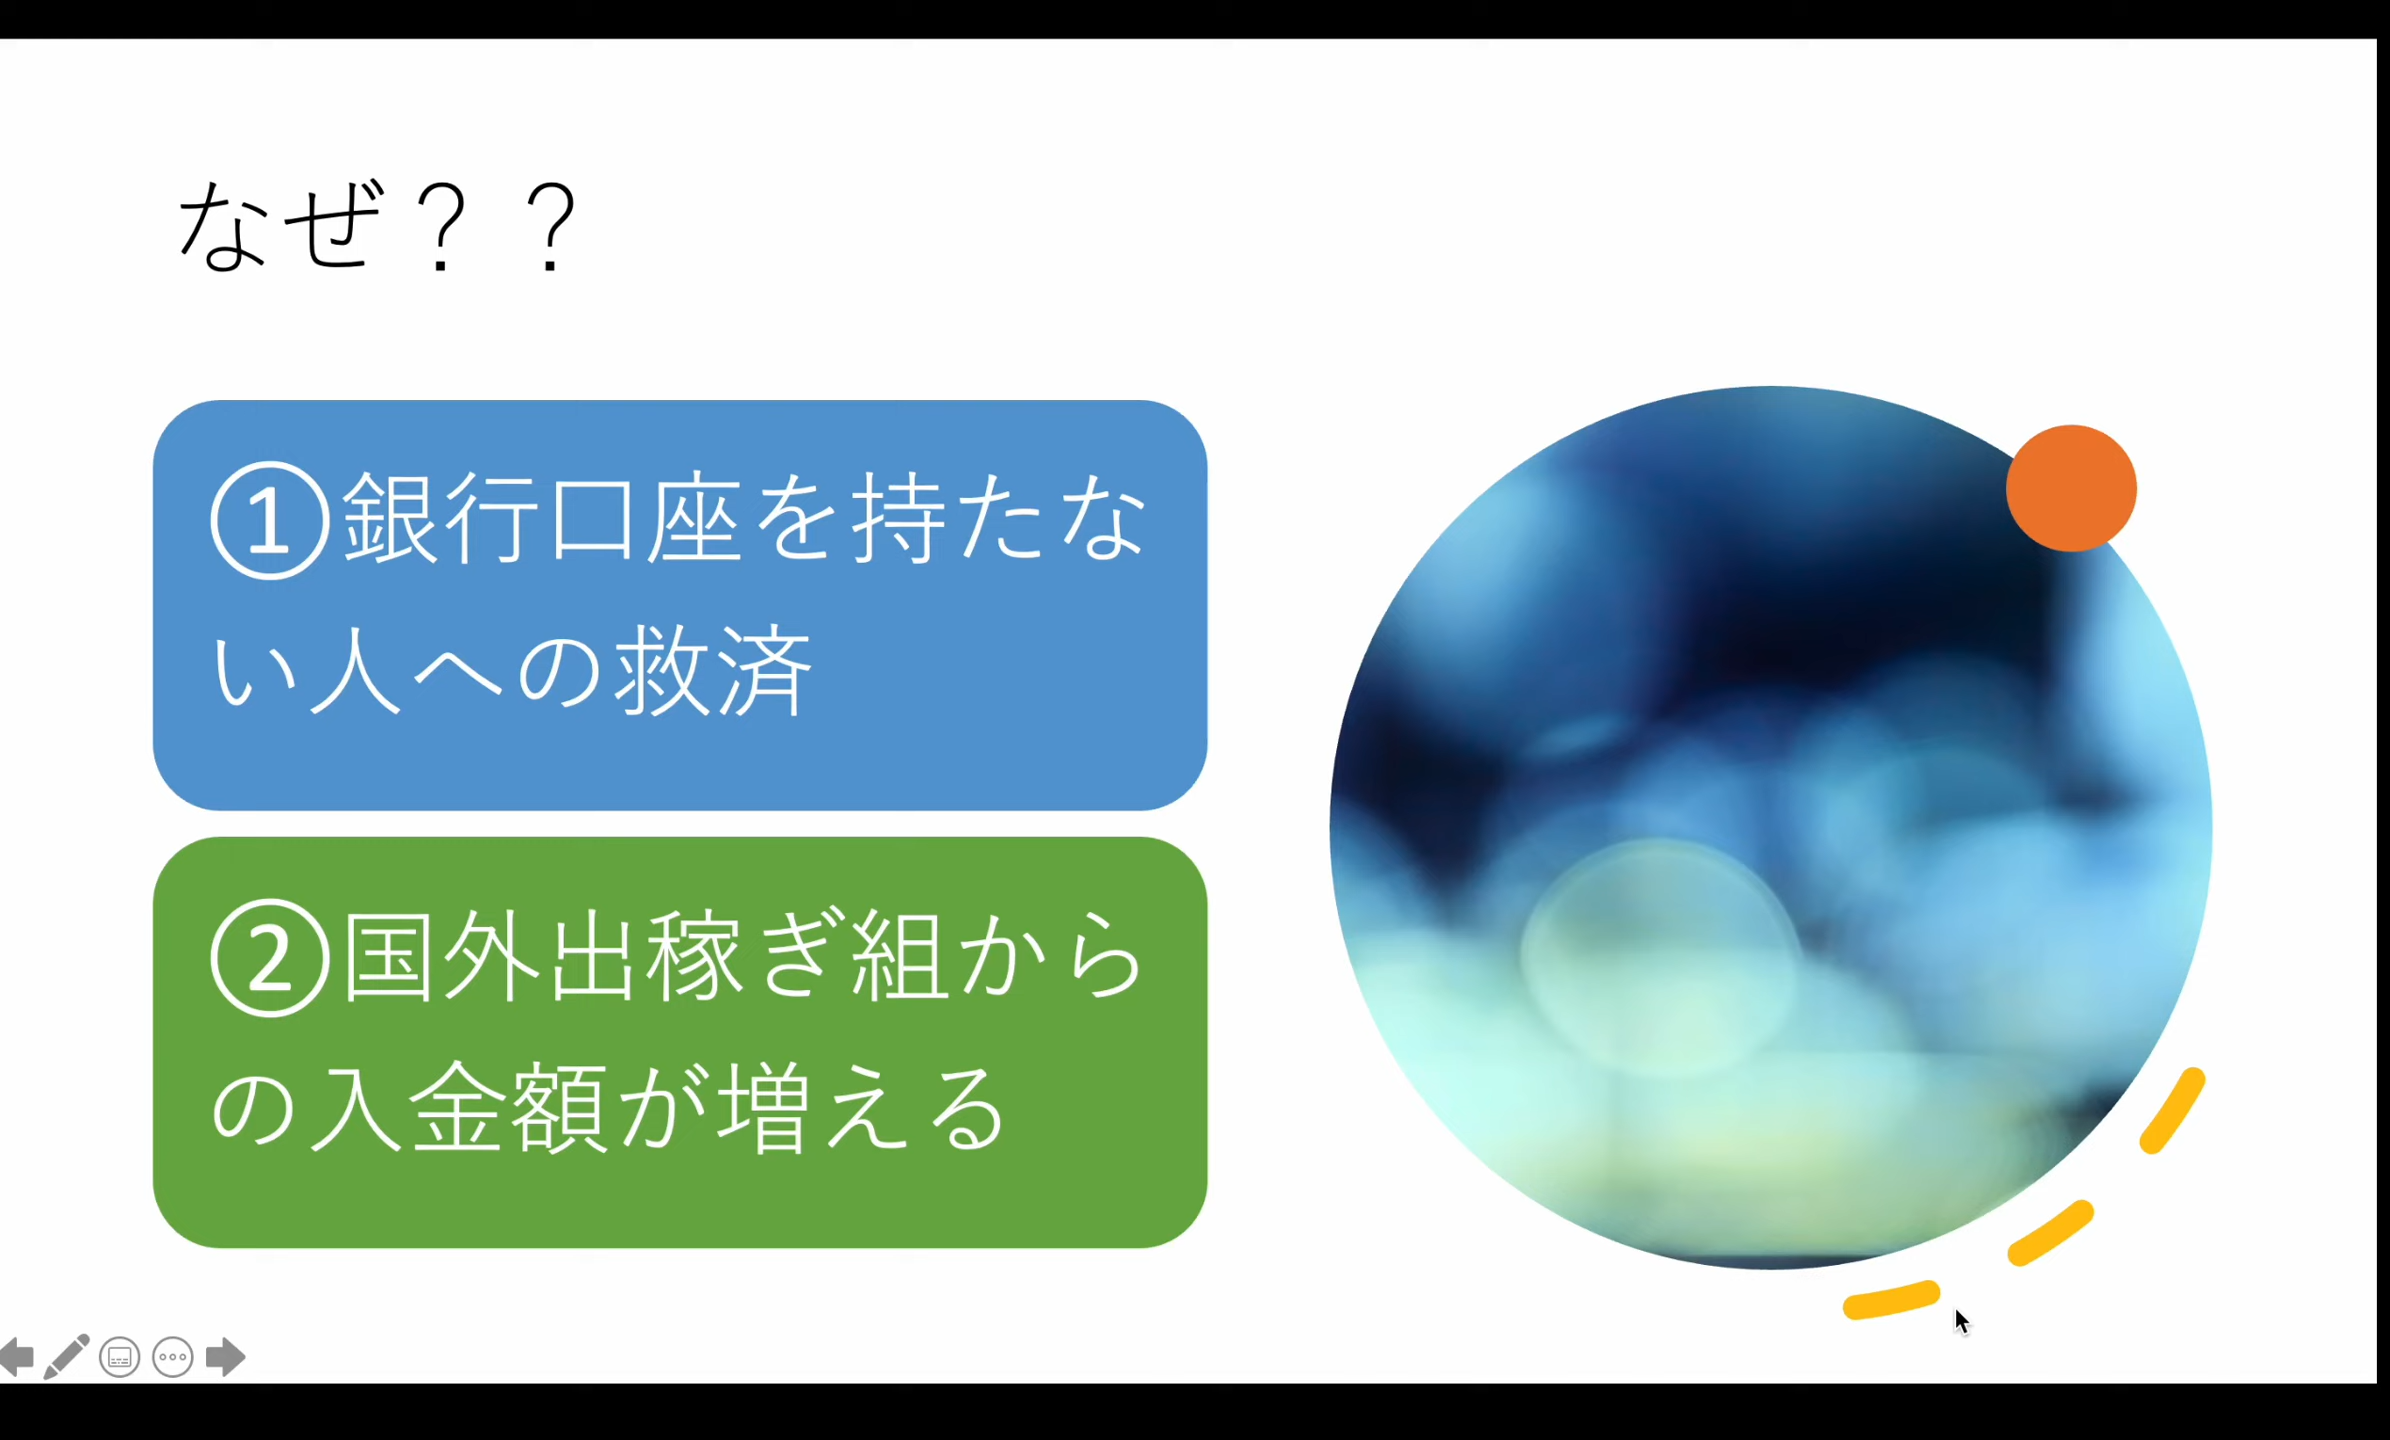 なぜ？？
①銀行口座を持たな
い人への救済
②国外出稼ぎ組から
の入金額が増える